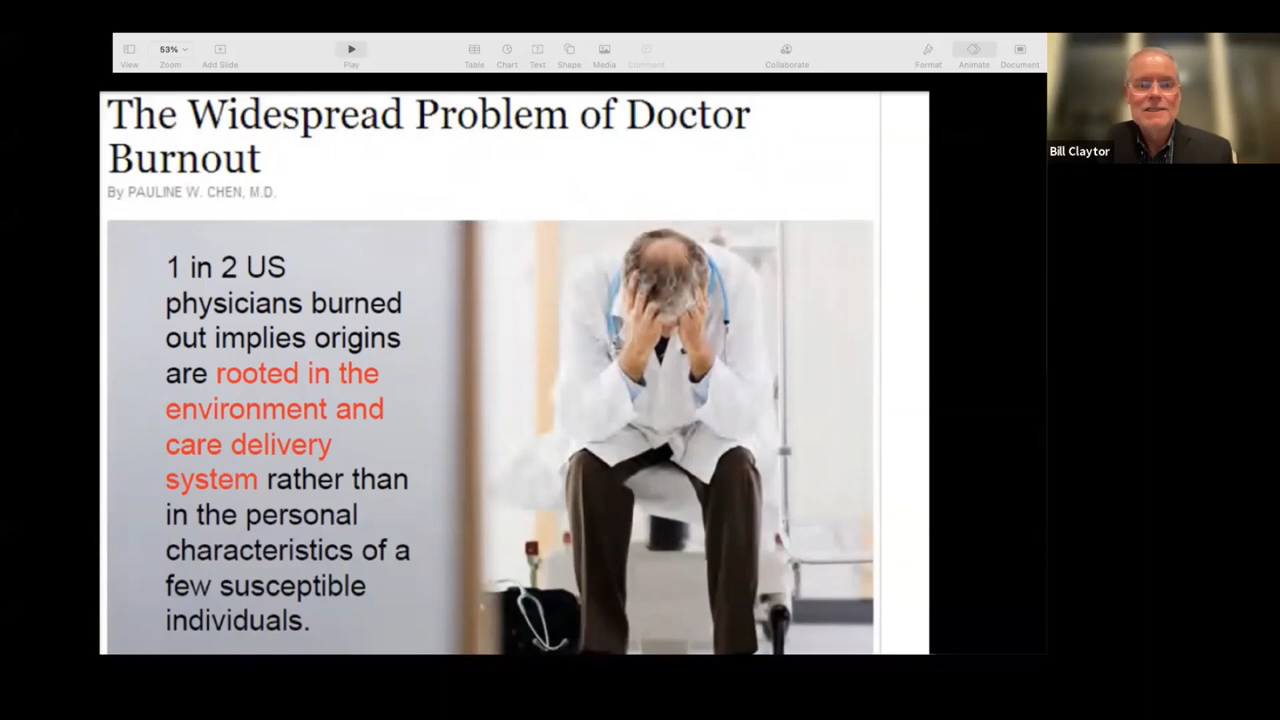 53%
View
Zoom
Add Slide
Play
Table
Chart
Text
Shape
Media
Comment
Collaborate
Format
Animate
Document
The Widespread Problem of Doctor
Burnout
By PAULINE W. CHEN, M.D.
1 in 2 US
physicians burned
out implies origins
are rooted in the
environment and
care delivery
system rather than
in the personal
characteristics of a
few susceptible
individuals.
Bill Claytor